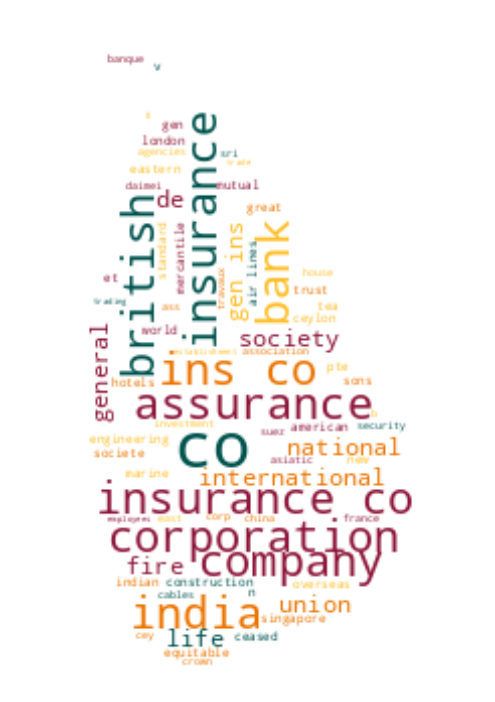 banque
v
s
gen
london
agencies
sri
trade
eastern
daimei
mutual
de
british
insurance
standard
mercantile
great
gen ins
bank
air lines
travaux
et
house
trust
trading
ass
tea
ceylon
world
society
general
establishment
association
hotels
ins co
pte
sons
assurance
b
investment
co
suez
american
security
engineering
national
societe
asiatic
new
marine
international
insurance co
employees
east
corp
china
france
corporation
fire
company
indian
construction
overseas
cables
n
india
union
singapore
cey
life
ceased
equitable
crown